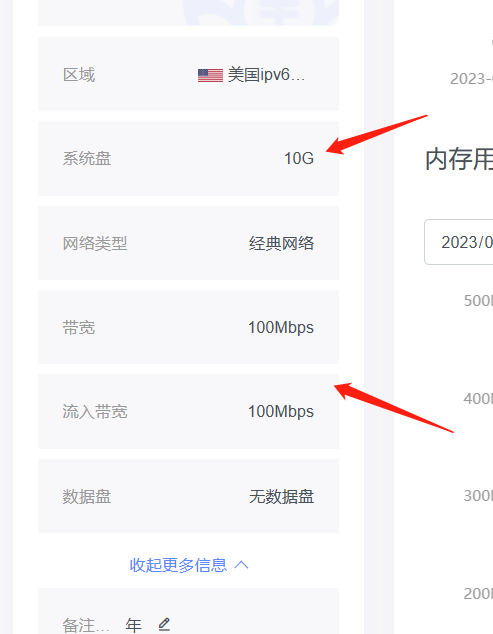 区域 美国ipv6...
系统盘 10G
网络类型 经典网络
带宽 100Mbps
流入带宽 100Mbps
数据盘 无数据盘
收起更多信息
备注... 年
2023-
内存用
2023/0
500
400
300
200